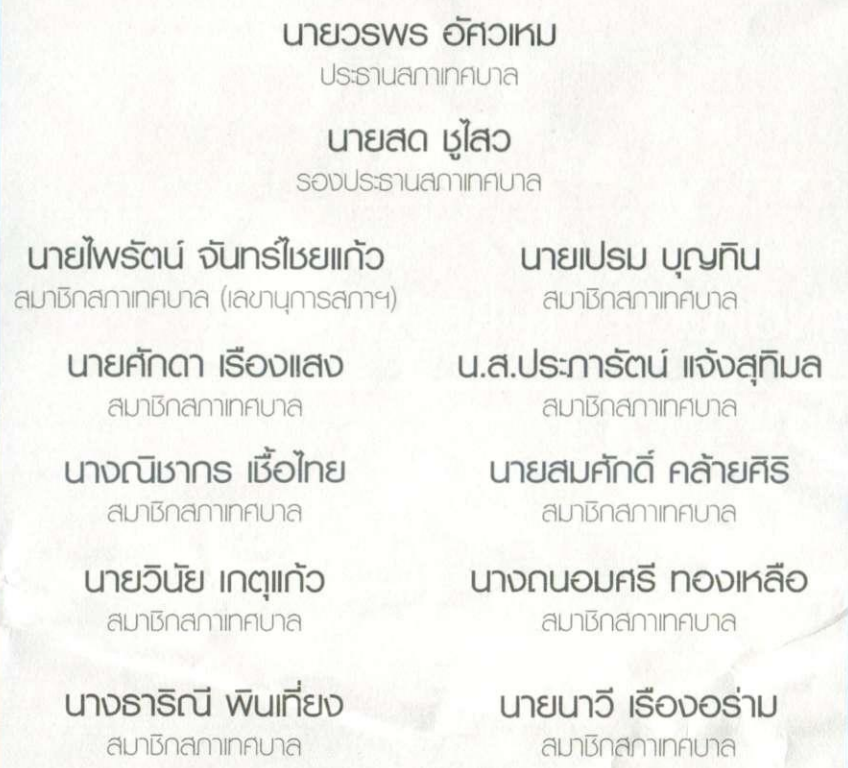 นายวรพร อัศวเหม
ประธานสภาเทศบาล
นายสด ชูไสว
รองประธานสภาเทศบาล
นายไพรัตน์ จันทร์ไชยแก้ว
สมาชิกสภาเทศบาล (เลขานุการสภาฯ)
นายเปรม บุญทิน
สมาชิกสภาเทศบาล
นายศักดา เรืองแสง
สมาชิกสภาเทศบาล
น.ส.ประภารัตน์ แจ้งสุทิมล
สมาชิกสภาเทศบาล
นางณิชากร เชื้อไทย
สมาชิกสภาเทศบาล
นายสมศักดิ์ คล้ายศิริ
สมาชิกสภาเทศบาล
นายวินัย เกตุแก้ว
สมาชิกสภาเทศบาล
นางถนอมศรี ทองเหลือ
สมาชิกสภาเทศบาล
นางธาริณี พินเที่ยง
สมาชิกสภาเทศบาล
นายนาวี เรืองอร่าม
สมาชิกสภาเทศบาล